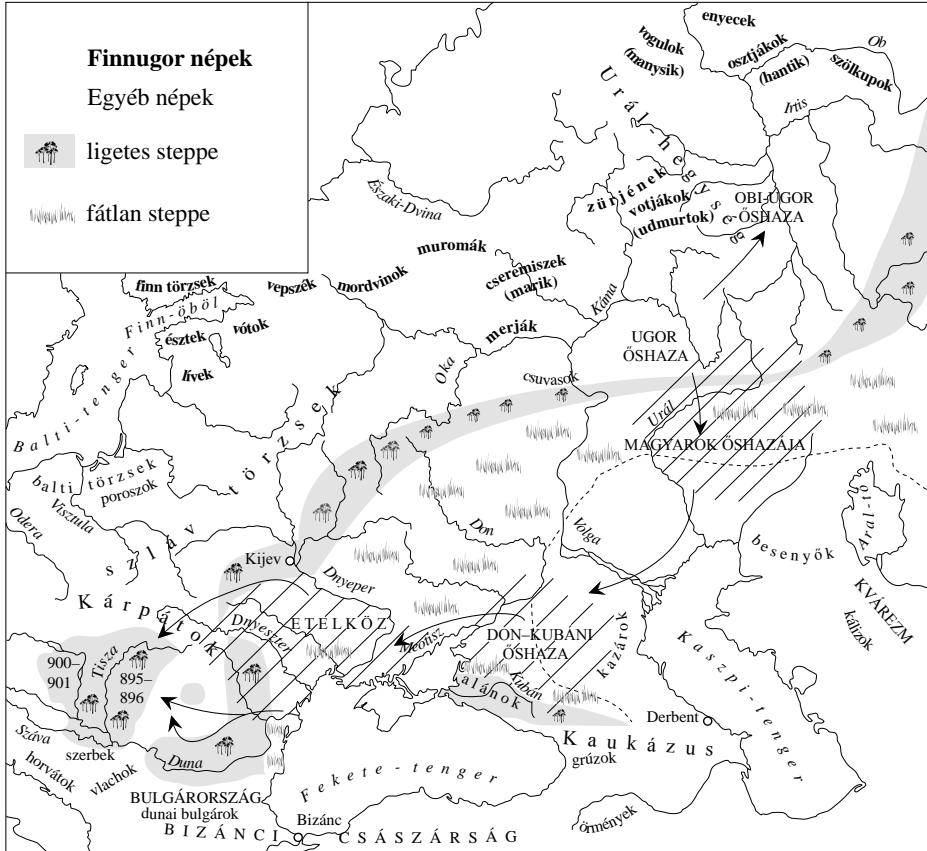 Finnugor népek
Egyéb népek
ligetes steppe
fátlan steppe
enyecek
vogulok
(manysik)
osztjákok
(hantik)
Ob
szölkupok
Irtis
Urál-hegység
Északi-Dvina
zürjének
votjákok
(udmurtok)
OBI-UGOR
ŐSHAZA
muromák
cseremiszek
(marik)
finn törzsek
vepszék
mordvinok
Finn-öböl
Káma
észtek
vótok
merják
UGOR
ŐSHAZA
lívek
Oka
csuvasok
Balti-tenger
Urál
MAGYAROK ŐSHAZÁJA
balti törzsek
poroszok
szláv törzsek
Visztula
Odera
Don
Volga
Aral-tó
besenyők
Kijev
Dnyeper
KVÁREZM
kálizok
Kárpátok
Dnyeszter
ETELKÖZ
Meótisz
DON–KUBÁNI
ŐSHAZA
kazárok
Kaszpi-tenger
900–
901
Tisza
895–
896
Kuban
alánok
Derbent
Száva
szerbek
Kaukázus
horvátok
vlachok
Duna
grúzok
Fekete-tenger
BULGÁRORSZÁG
dunai bulgárok
Bizánc
örmények
BIZÁNCI CSÁSZÁRSÁG